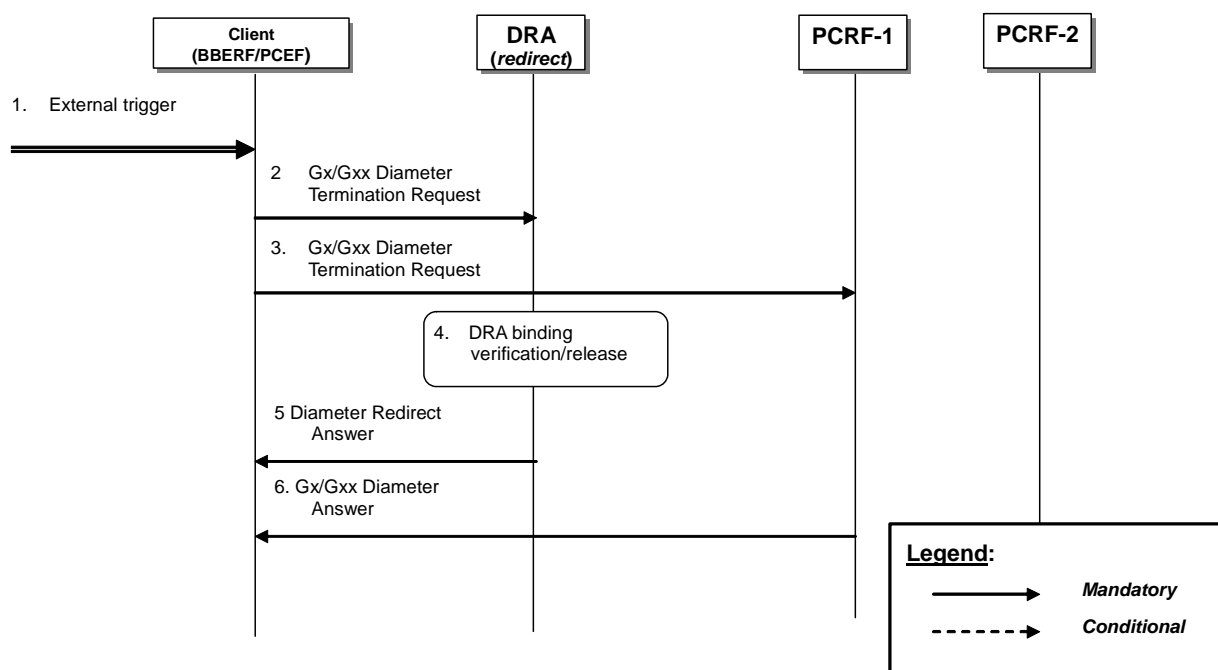 Client
(BBERF/PCEF)
DRA
(redirect)
PCRF-1
PCRF-2
1. External trigger
2 Gx/Gxx Diameter
Termination Request
3. Gx/Gxx Diameter
Termination Request
4. DRA binding
verification/release
5 Diameter Redirect
Answer
6. Gx/Gxx Diameter
Answer
Legend:
Mandatory
Conditional